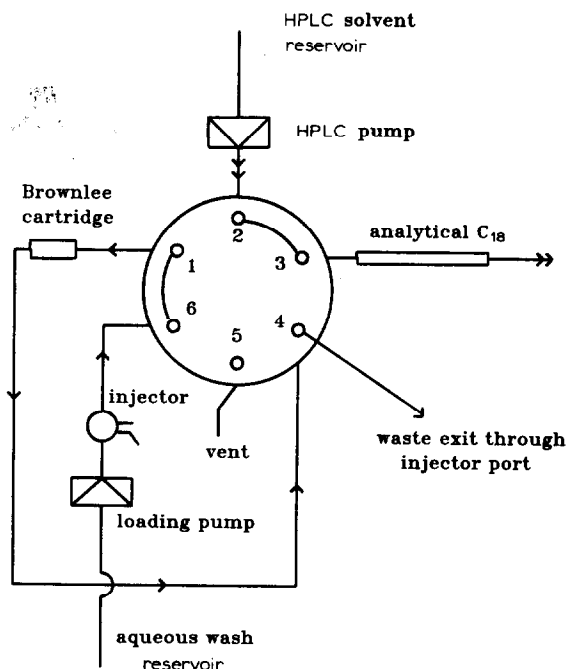 HPLC solvent
reservoir
HPLC pump
Brownlee
cartridge
analytical C18
2
1
3
6
5
4
injector
vent
waste exit through
injector port
loading pump
aqueous wash
reservoir